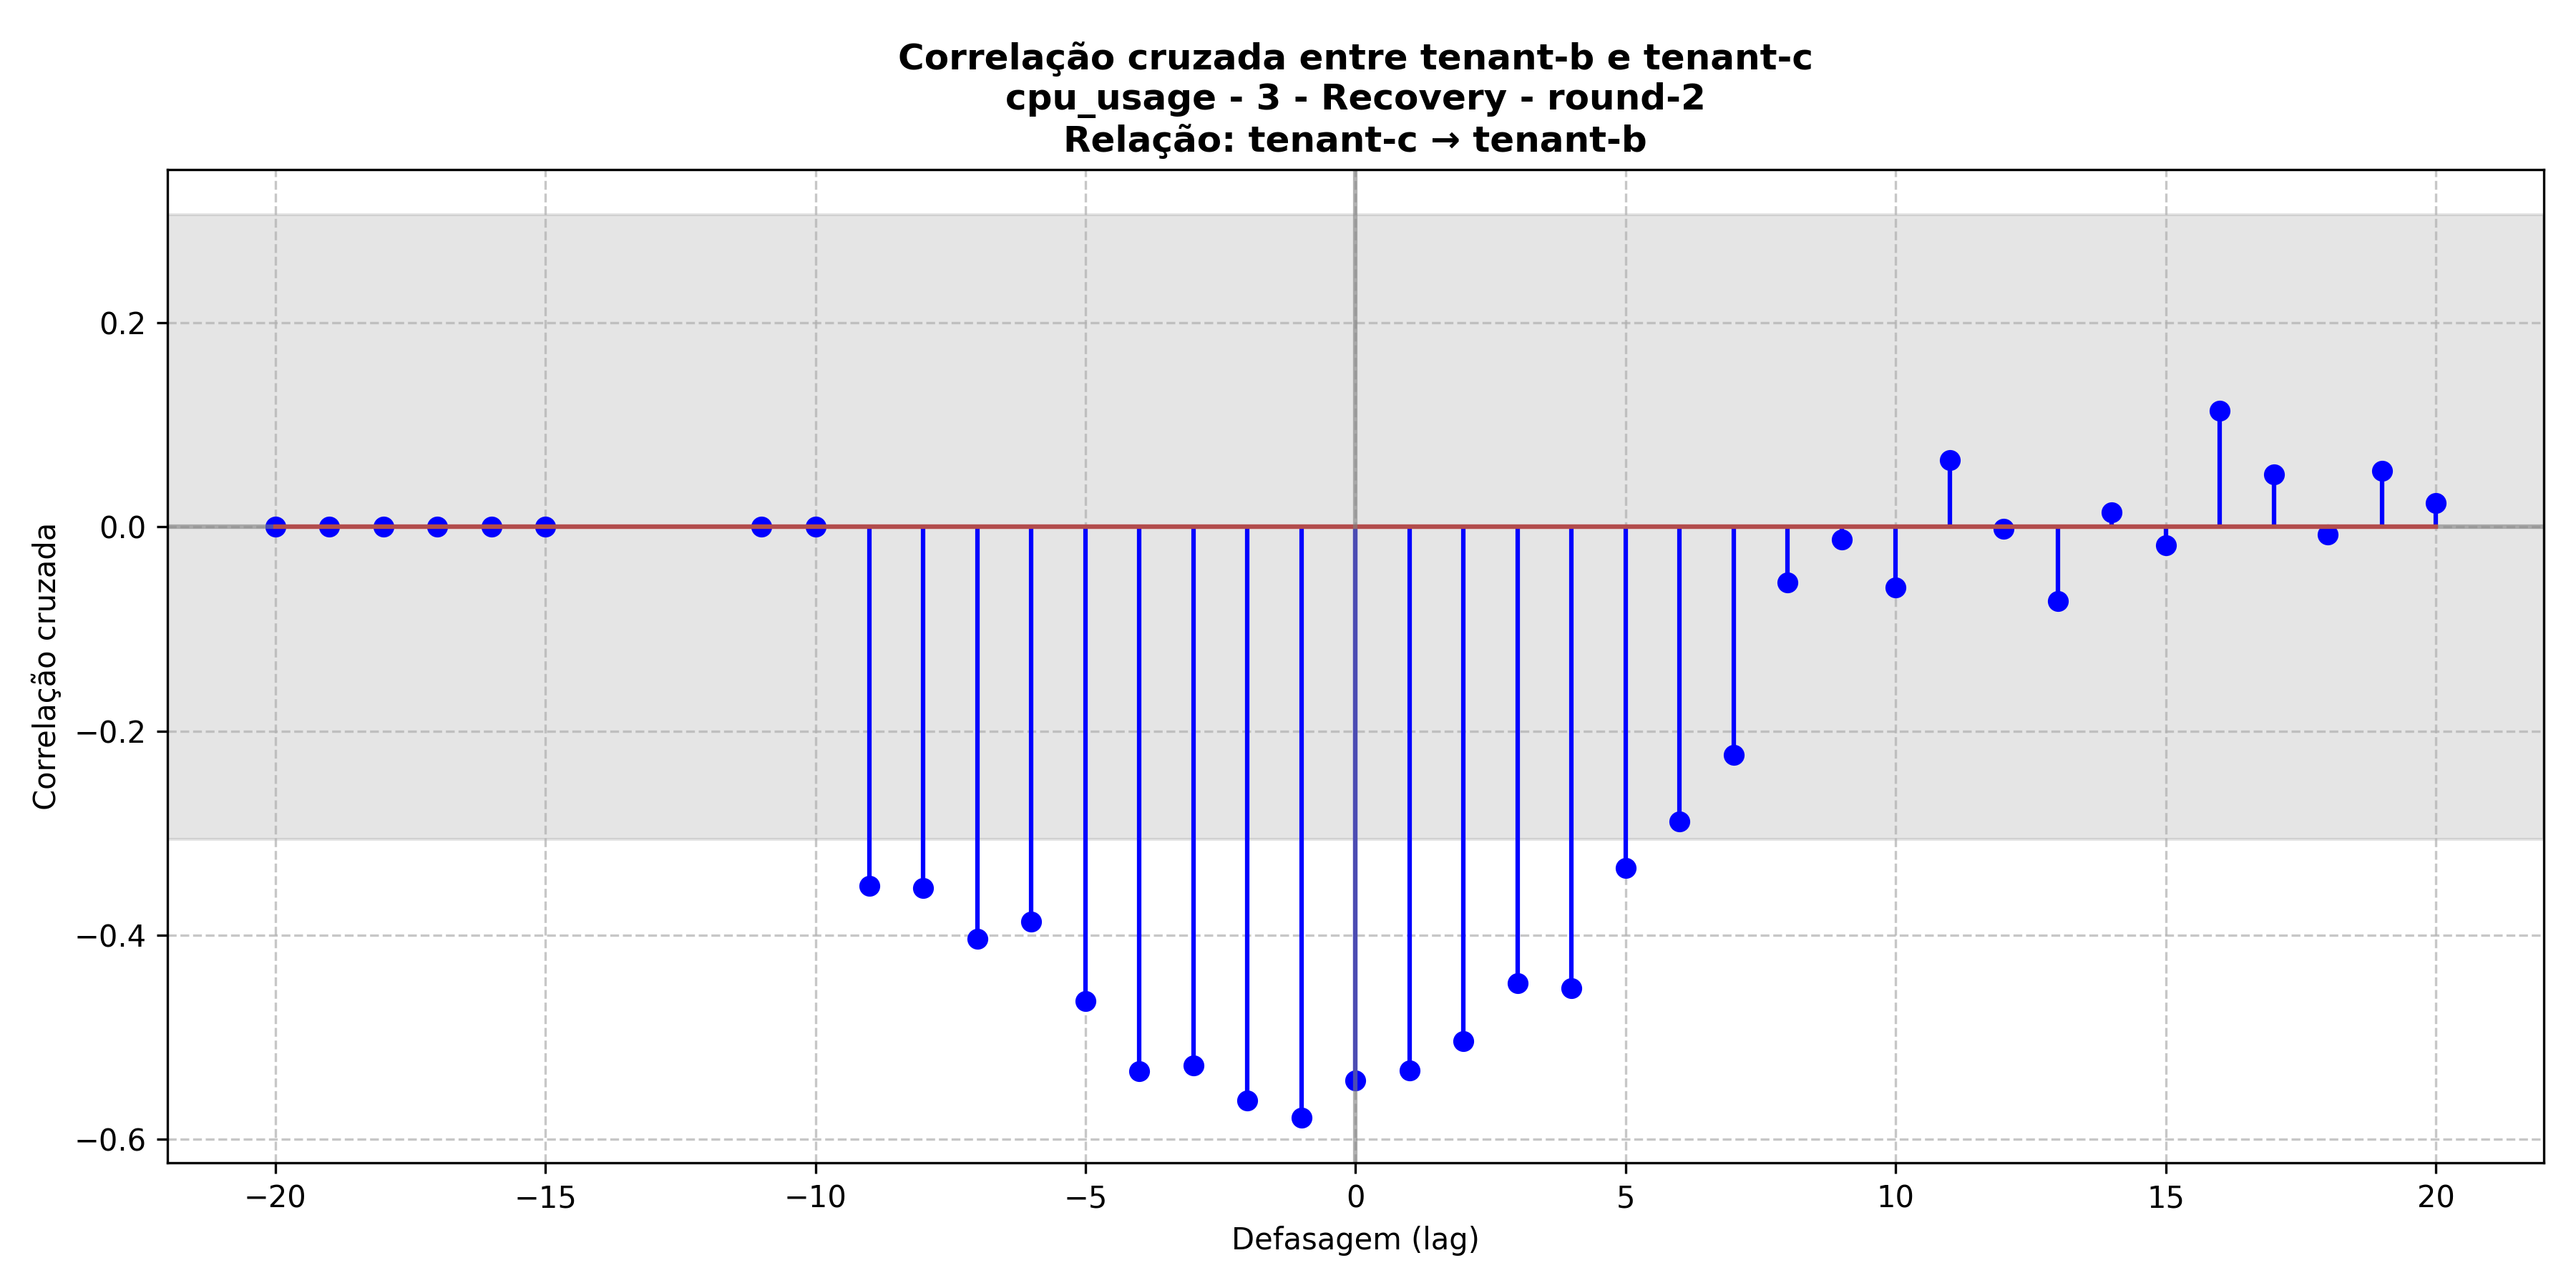 Correlação cruzada entre tenant-b e tenant-c
cpu_usage - 3 - Recovery - round-2
Relação: tenant-c → tenant-b
Correlação cruzada
0.2
0.0
−0.2
−0.4
−0.6
−20
−15
−10
−5
0
5
10
15
20
Defasagem (lag)